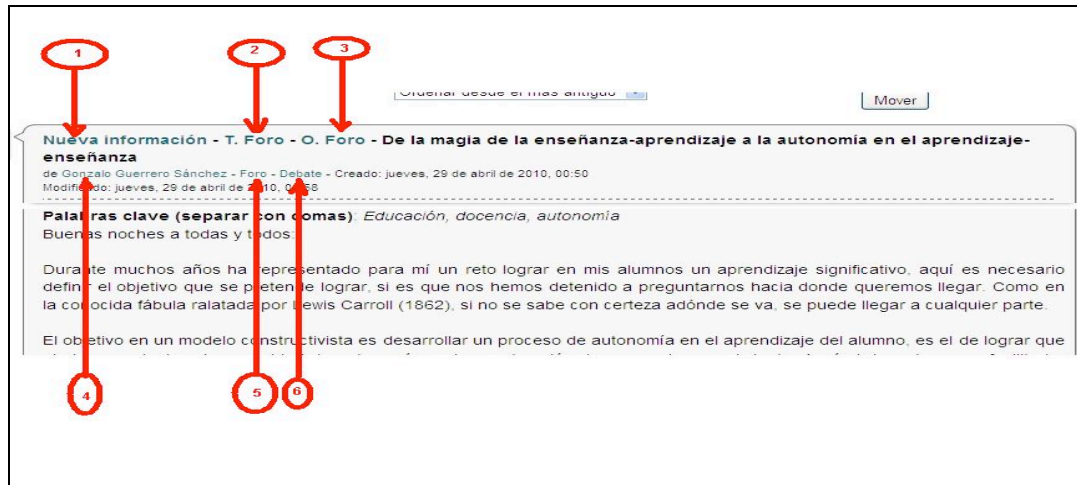 1
2
3
Ordenar desde el más antiguo
Mover
Nueva información - T. Foro - O. Foro - De la magia de la enseñanza-aprendizaje a la autonomía en el aprendizaje-
enseñanza
de Gonzalo Guerrero Sánchez - Foro - Debate - Creado: jueves, 29 de abril de 2010, 00:50
Modificado: jueves, 29 de abril de 2010, 00:58
Palabras clave (separar con comas): Educación, docencia, autonomía
Buenas noches a todas y todos:
Durante muchos años ha representado para mí un reto lograr en mis alumnos un aprendizaje significativo, aquí es necesario
definir el objetivo que se pretende lograr, si es que nos hemos detenido a preguntarnos hacia donde queremos llegar. Como en
la conocida fábula ralatada por Lewis Carroll (1862), si no se sabe con certeza adónde se va, se puede llegar a cualquier parte.
El objetivo en un modelo constructivista es desarrollar un proceso de autonomía en el aprendizaje del alumno, es el de lograr que
4
5
6